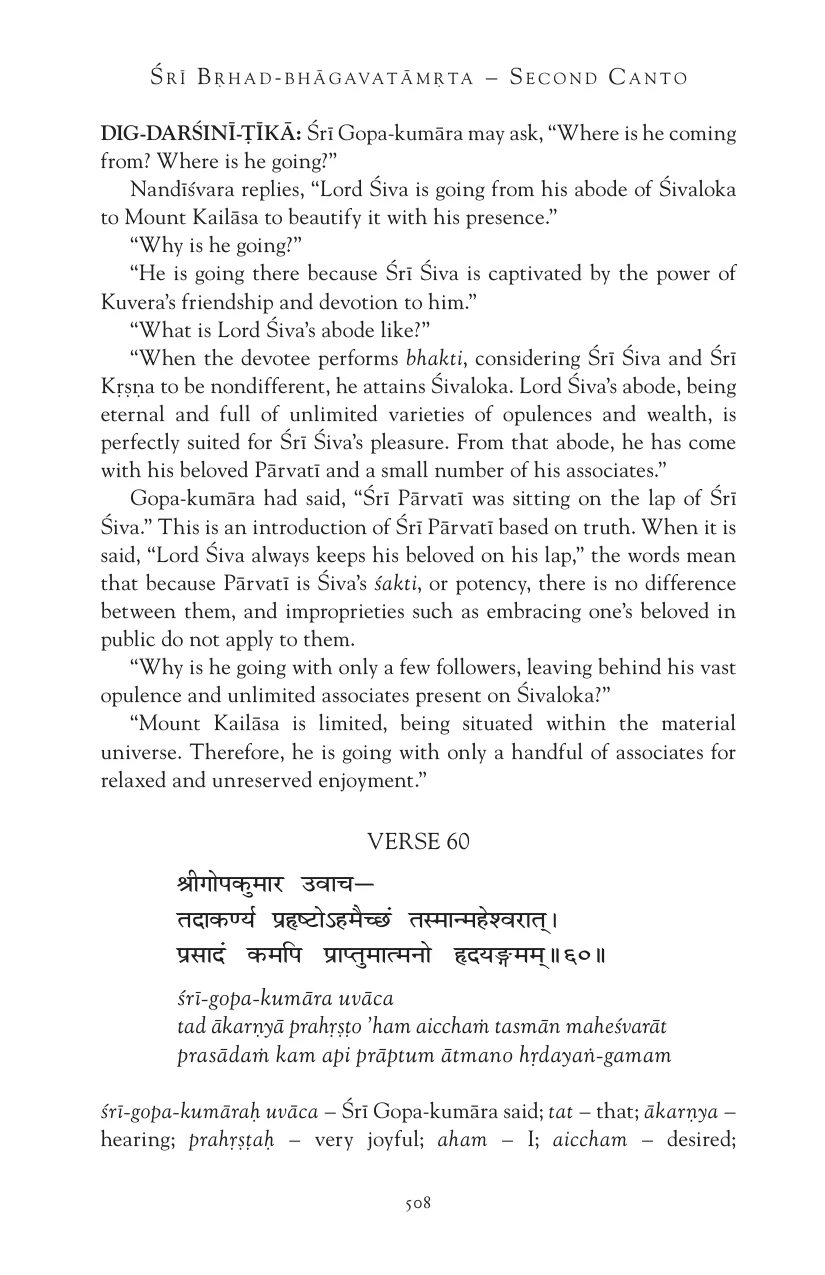 ŚRĪ BṚHAD-BHĀGAVATĀMṚTA – SECOND CANTO
DIG-DARŚINĪ-ṬĪKĀ: Śrī Gopa-kumāra may ask, “Where is he coming
from? Where is he going?”
Nandīśvara replies, “Lord Śiva is going from his abode of Śivaloka
to Mount Kailāsa to beautify it with his presence.”
“Why is he going?”
“He is going there because Śrī Śiva is captivated by the power of
Kuvera’s friendship and devotion to him.”
“What is Lord Śiva’s abode like?”
“When the devotee performs bhakti, considering Śrī Śiva and Śrī
Kṛṣṇa to be nondifferent, he attains Śivaloka. Lord Śiva’s abode, being
eternal and full of unlimited varieties of opulences and wealth, is
perfectly suited for Śrī Śiva’s pleasure. From that abode, he has come
with his beloved Pārvatī and a small number of his associates.”
Gopa-kumāra had said, “Śrī Pārvatī was sitting on the lap of Śrī
Śiva.” This is an introduction of Śrī Pārvatī based on truth. When it is
said, “Lord Śiva always keeps his beloved on his lap,” the words mean
that because Pārvatī is Śiva’s śakti, or potency, there is no difference
between them, and improprieties such as embracing one’s beloved in
public do not apply to them.
“Why is he going with only a few followers, leaving behind his vast
opulence and unlimited associates present on Śivaloka?”
“Mount Kailāsa is limited, being situated within the material
universe. Therefore, he is going with only a handful of associates for
relaxed and unreserved enjoyment.”
VERSE 60
श्रीगोपकुमार उवाच—
तदाकर्ण्य प्रहृष्टोऽहमैच्छं तस्मान्महेश्वरात्।
प्रसादं कमपि प्राप्तुमात्मनो हृदयङ्गमम्॥६०॥
śrī-gopa-kumāra uvāca
tad ākarṇyā prahṛṣṭo ’ham aicchaṁ tasmān maheśvarāt
prasādaṁ kam api prāptum ātmano hṛdayaṅ-gamam
śrī-gopa-kumāraḥ uvāca – Śrī Gopa-kumāra said; tat – that; ākarṇya –
hearing; prahṛṣṭaḥ – very joyful; aham – I; aiccham – desired;
508